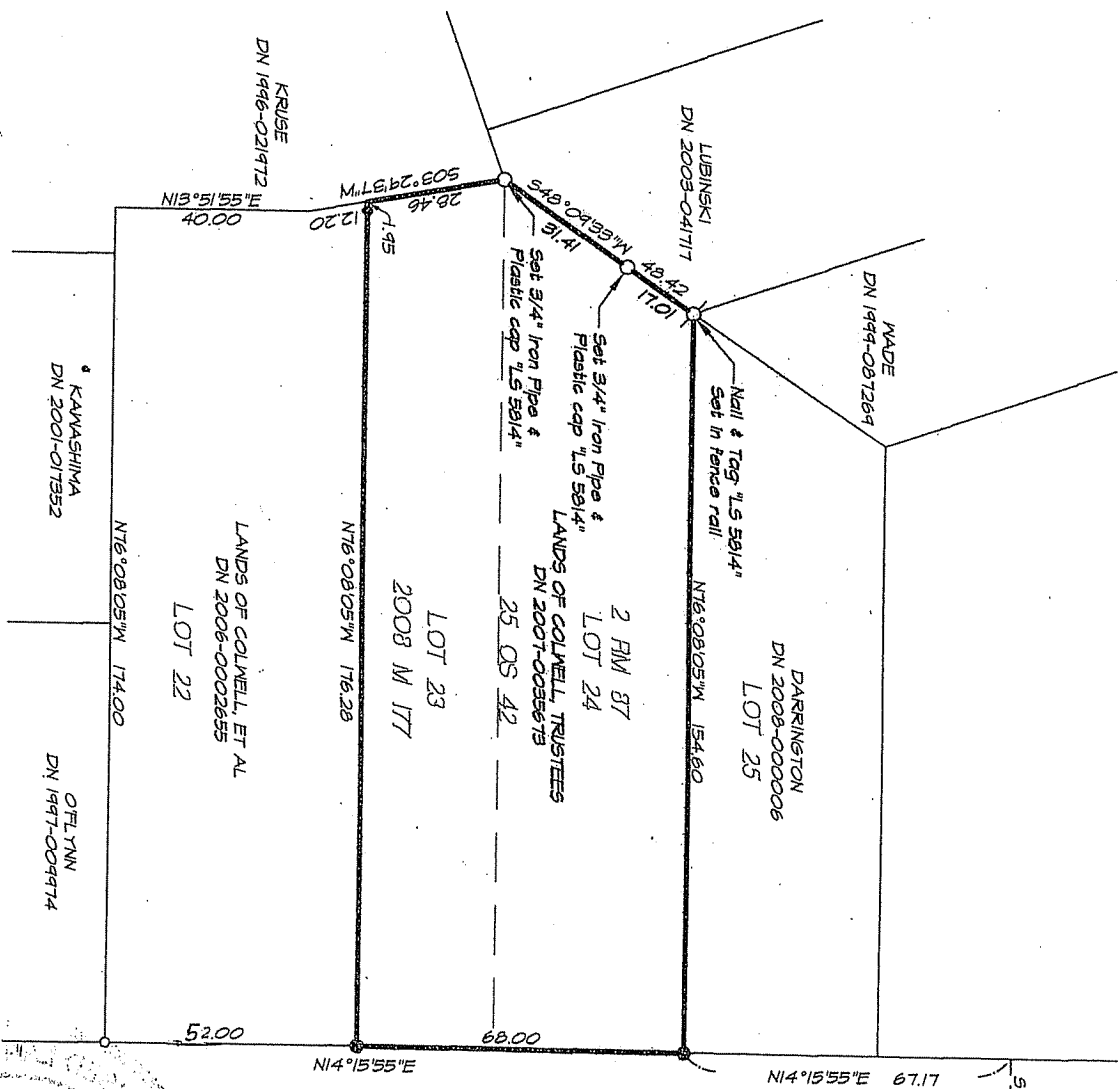 KRUSE
DN 1996-021972
LUBINSKI
DN 2003-041717
WADE
DN 1999-087269
N13°51'55"E
40.00
12.20
1.95
S03°29'37"W
28.46
S48°09'33"W
31.41
48.42
17.01
Set 3/4" Iron Pipe &
Plastic cap "LS 5814"
Set 3/4" Iron Pipe &
Plastic cap "LS 5814"
Nail & Tag "LS 5814"
Set in fence rail
N76°08'05"W 154.60
DARRINGTON
DN 2008-0000006
LOT 25
2 RM 87
LOT 24
LANDS OF COLWELL, TRUSTEES
DN 2007-0035673
25 OS 42
LOT 23
2008 M 177
N76°08'05"W 176.28
LANDS OF COLWELL, ET AL
DN 2006-0002655
LOT 22
N76°08'05"W 174.00
KAWASHIMA
DN 2001-017352
O'FLYNN
DN 1997-009974
52.00
68.00
N14°15'55"E
N14°15'55"E 67.17